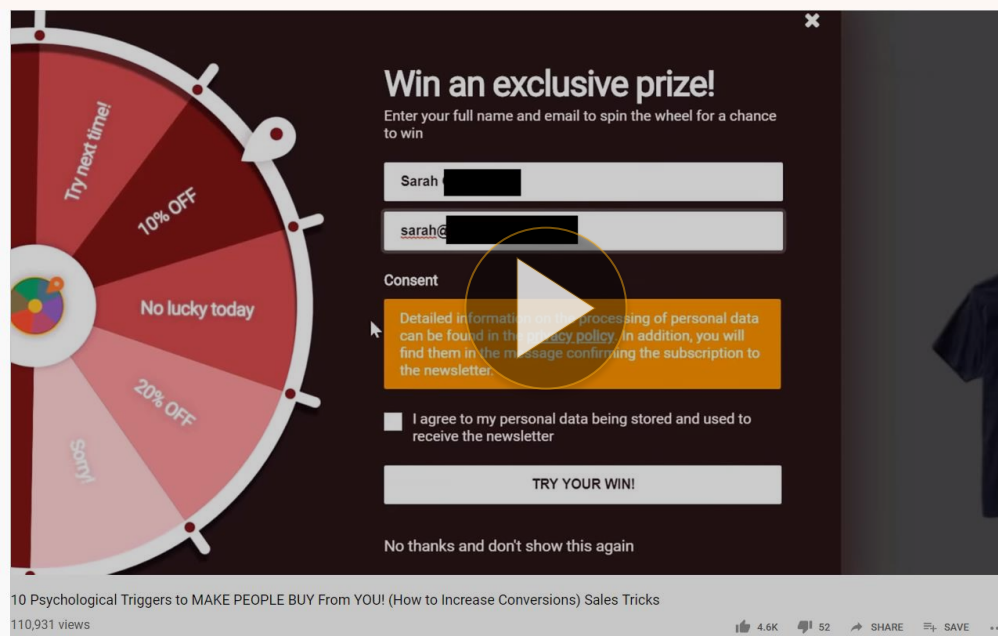 Win an exclusive prize!
Enter your full name and email to spin the wheel for a chance
to win
Sarah
sarah@
Consent
Detailed information on the processing of personal data
can be found in the privacy policy. In addition, you will
find them in the message confirming the subscription to
the newsletter.
I agree to my personal data being stored and used to
receive the newsletter
TRY YOUR WIN!
No thanks and don't show this again
Try next time!
10% OFF
No lucky today
20% OFF
Sorry!
10 Psychological Triggers to MAKE PEOPLE BUY From YOU! (How to Increase Conversions) Sales Tricks
110,931 views
4.6K
52
SHARE
SAVE